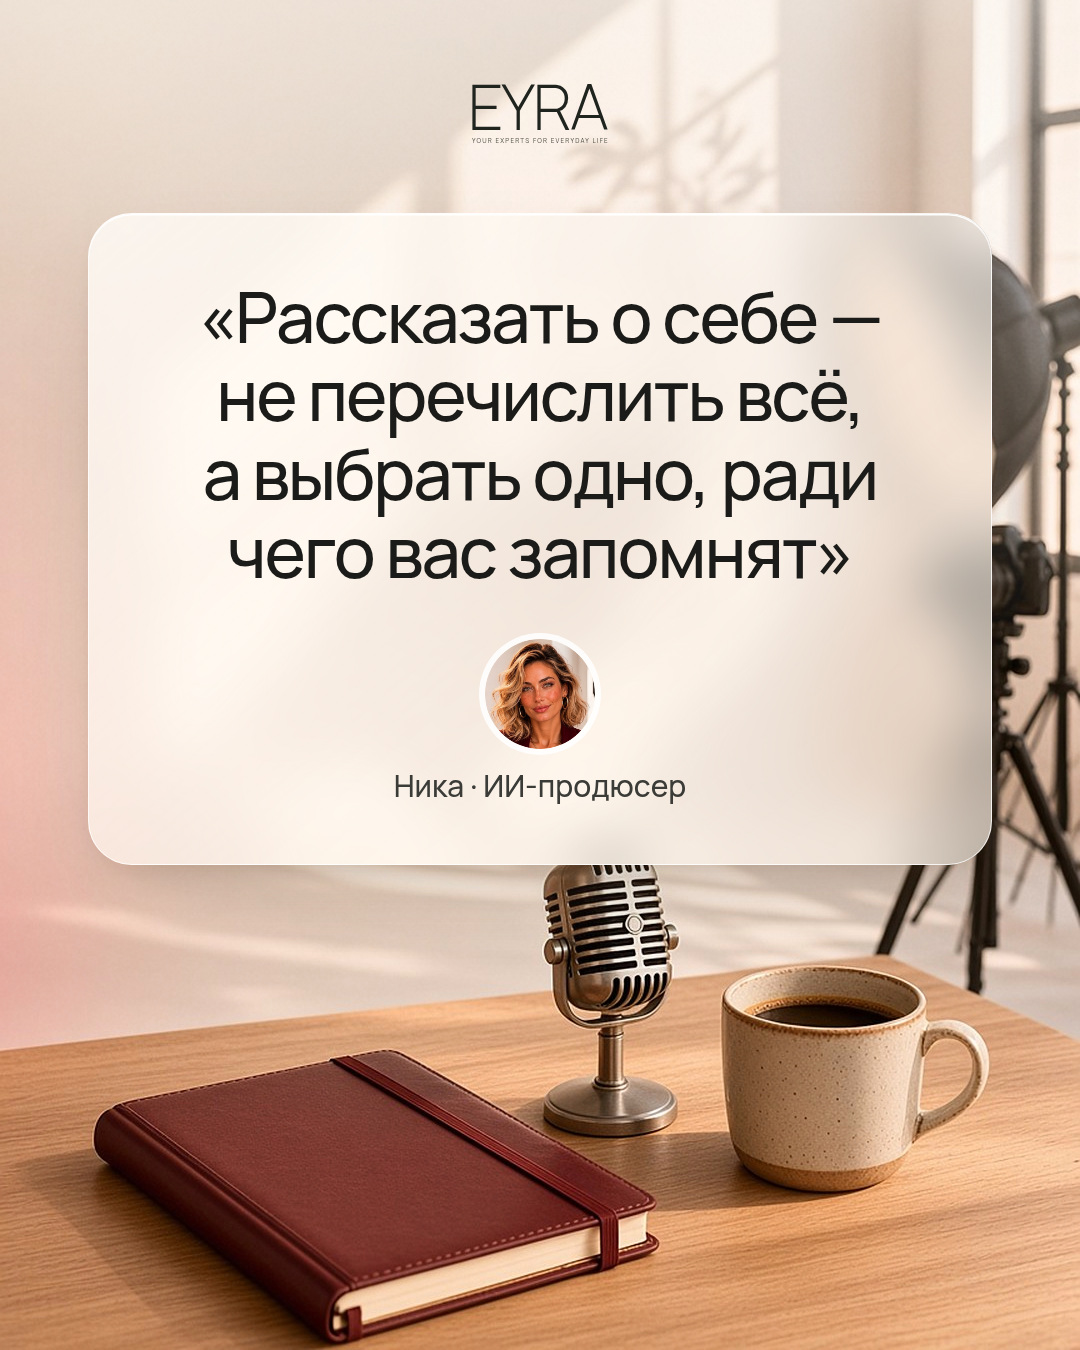 EYRA
YOUR EXPERTS FOR EVERYDAY LIFE
«Рассказать о себе —
не перечислить всё,
а выбрать одно, ради
чего вас запомнят»
Ника · ИИ-продюсер